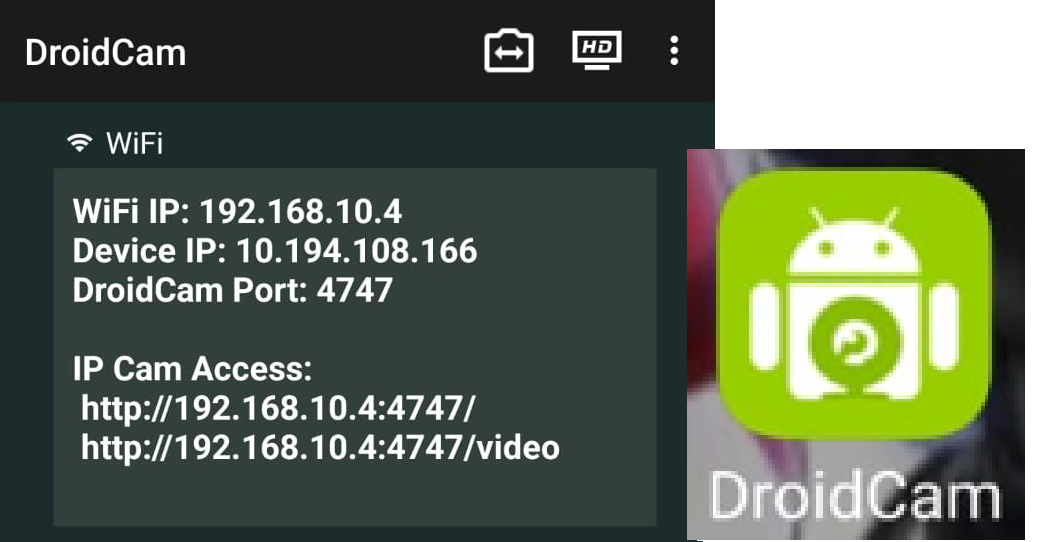 DroidCam
HD
WiFi
WiFi IP: 192.168.10.4
Device IP: 10.194.108.166
DroidCam Port: 4747
IP Cam Access:
http://192.168.10.4:4747/
http://192.168.10.4:4747/video
DroidCam